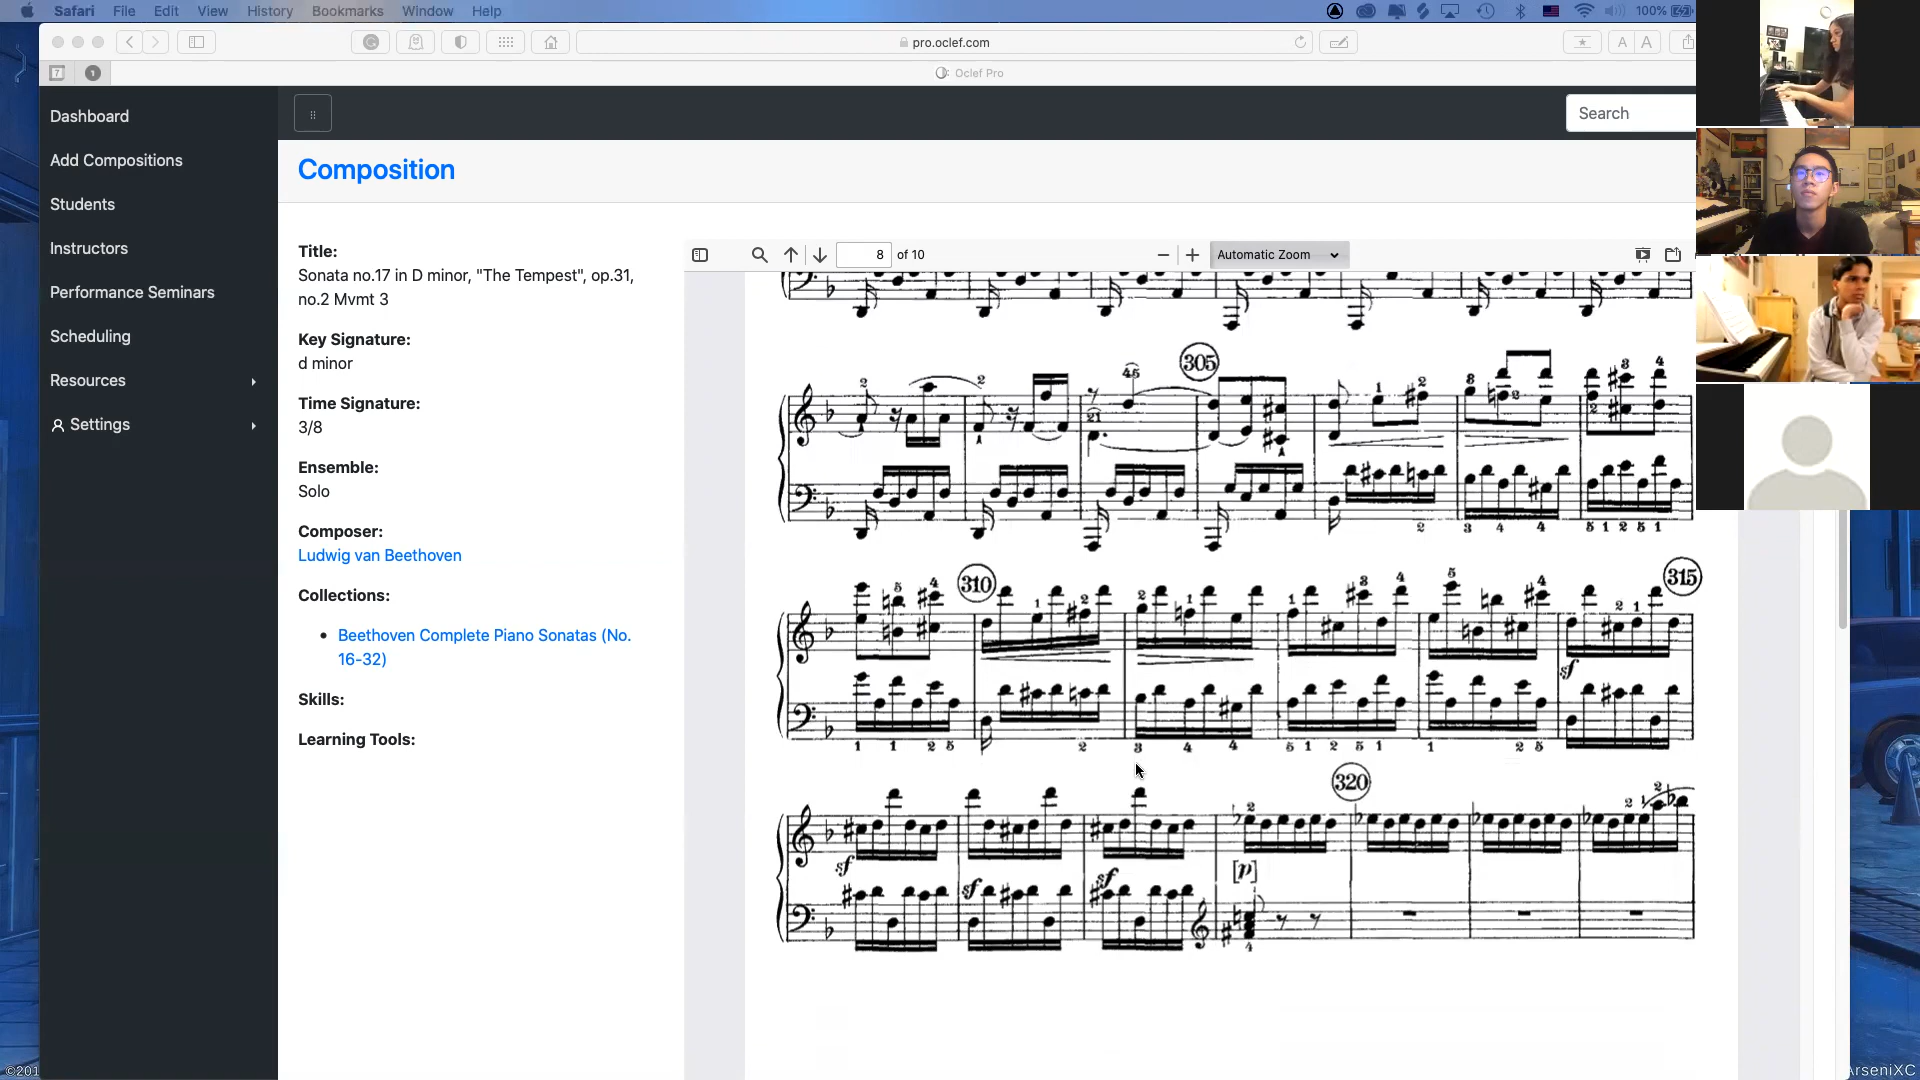 Safari File Edit View History Bookmarks Window Help
100%
pro.oclef.com
7
1
Oclef Pro
Dashboard
Add Compositions
Students
Instructors
Performance Seminars
Scheduling
Resources
Settings
Search
Composition
Title:
Sonata no.17 in D minor, "The Tempest", op.31,
no.2 Mvmt 3
Key Signature:
d minor
Time Signature:
3/8
Ensemble:
Solo
Composer:
Ludwig van Beethoven
Collections:
Beethoven Complete Piano Sonatas (No.
16-32)
Skills:
Learning Tools:
8 of 10
Automatic Zoom
A A
305
310
315
sf
320
sf
sf
sf
[p]
©201
ArseniXC